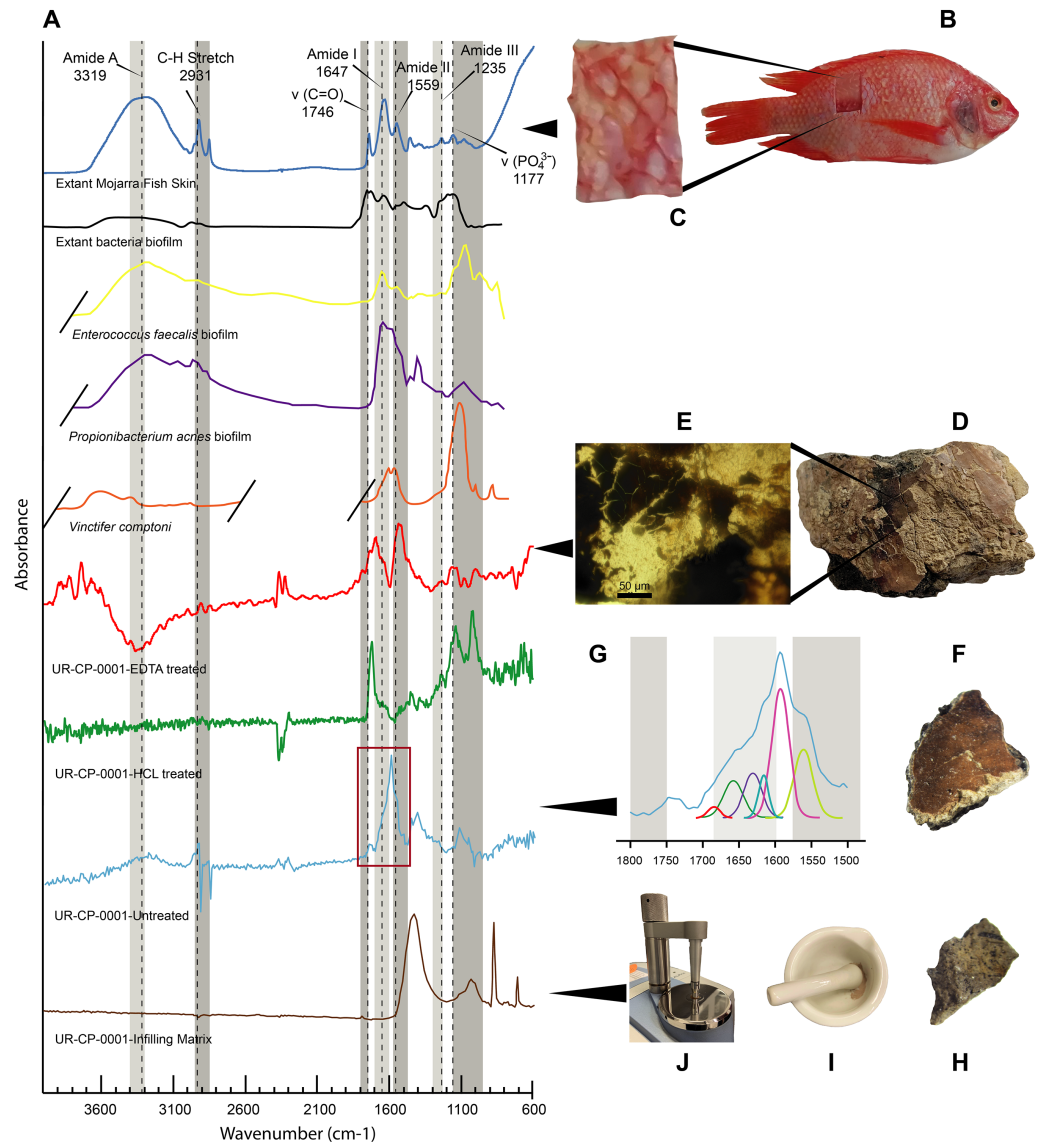 A
B
Amide A
3319
C-H Stretch
2931
Amide I
1647
ν (C=O)
1746
Amide II
1559
Amide III
1235
ν (PO₄³⁻)
1177
Extant Mojarra Fish Skin
C
Extant bacteria biofilm
Enterococcus faecalis biofilm
Propionibacterium acnes biofilm
E
D
Vinctifer comptoni
50 µm
UR-CP-0001-EDTA treated
G
F
UR-CP-0001-HCL treated
1800 1750 1700 1650 1600 1550 1500
UR-CP-0001-Untreated
UR-CP-0001-Infilling Matrix
J
I
H
Absorbance
3600 3100 2600 2100 1600 1100 600
Wavenumber (cm-1)